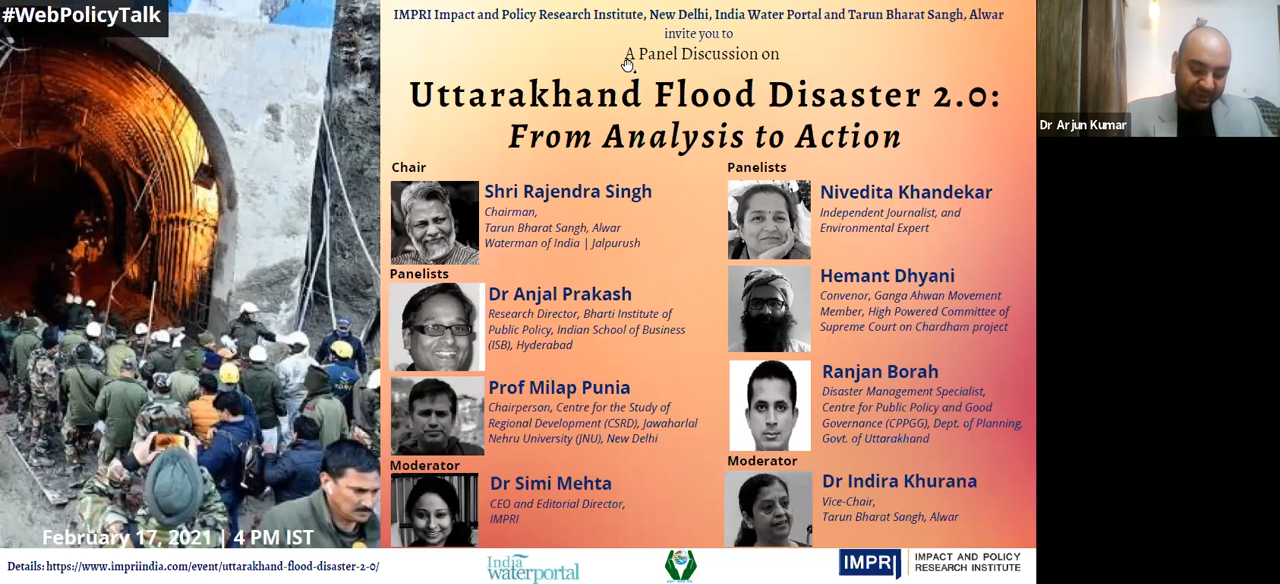 #WebPolicyTalk
IMPRI Impact and Policy Research Institute, New Delhi, India Water Portal and Tarun Bharat Sangh, Alwar
invite you to
A Panel Discussion on
Uttarakhand Flood Disaster 2.0:
From Analysis to Action
Chair
Shri Rajendra Singh
Chairman,
Tarun Bharat Sangh, Alwar
Waterman of India | Jalpurush
Panelists
Dr Anjal Prakash
Research Director, Bharti Institute of
Public Policy, Indian School of Business
(ISB), Hyderabad
Prof Milap Punia
Chairperson, Centre for the Study of
Regional Development (CSRD), Jawaharlal
Nehru University (JNU), New Delhi
Moderator
Dr Simi Mehta
CEO and Editorial Director,
IMPRI
Panelists
Nivedita Khandekar
Independent Journalist, and
Environmental Expert
Hemant Dhyani
Convenor, Ganga Ahwan Movement
Member, High Powered Committee of
Supreme Court on Chardham project
Ranjan Borah
Disaster Management Specialist,
Centre for Public Policy and Good
Governance (CPPGG), Dept. of Planning,
Govt. of Uttarakhand
Moderator
Dr Indira Khurana
Vice-Chair,
Tarun Bharat Sangh, Alwar
Dr Arjun Kumar
February 17, 2021 | 4 PM IST
Details: https://www.impriindia.com/event/uttarakhand-flood-disaster-2-0/
India
waterportal
IMPRI
IMPACT AND POLICY
RESEARCH INSTITUTE